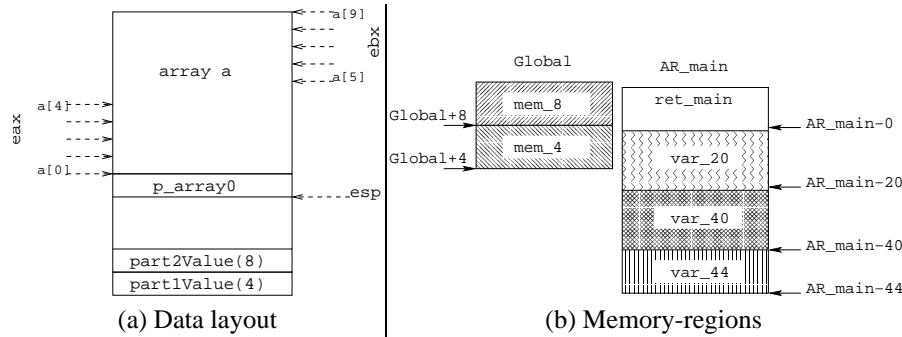 a[9]
ebx
array a
a[5]
a[4]
eax
a[0]
p_array0
esp
part2Value(8)
part1Value(4)
(a) Data layout
Global
AR_main
ret_main
mem_8
Global+8
AR_main-0
mem_4
var_20
Global+4
AR_main-20
var_40
AR_main-40
var_44
AR_main-44
(b) Memory-regions